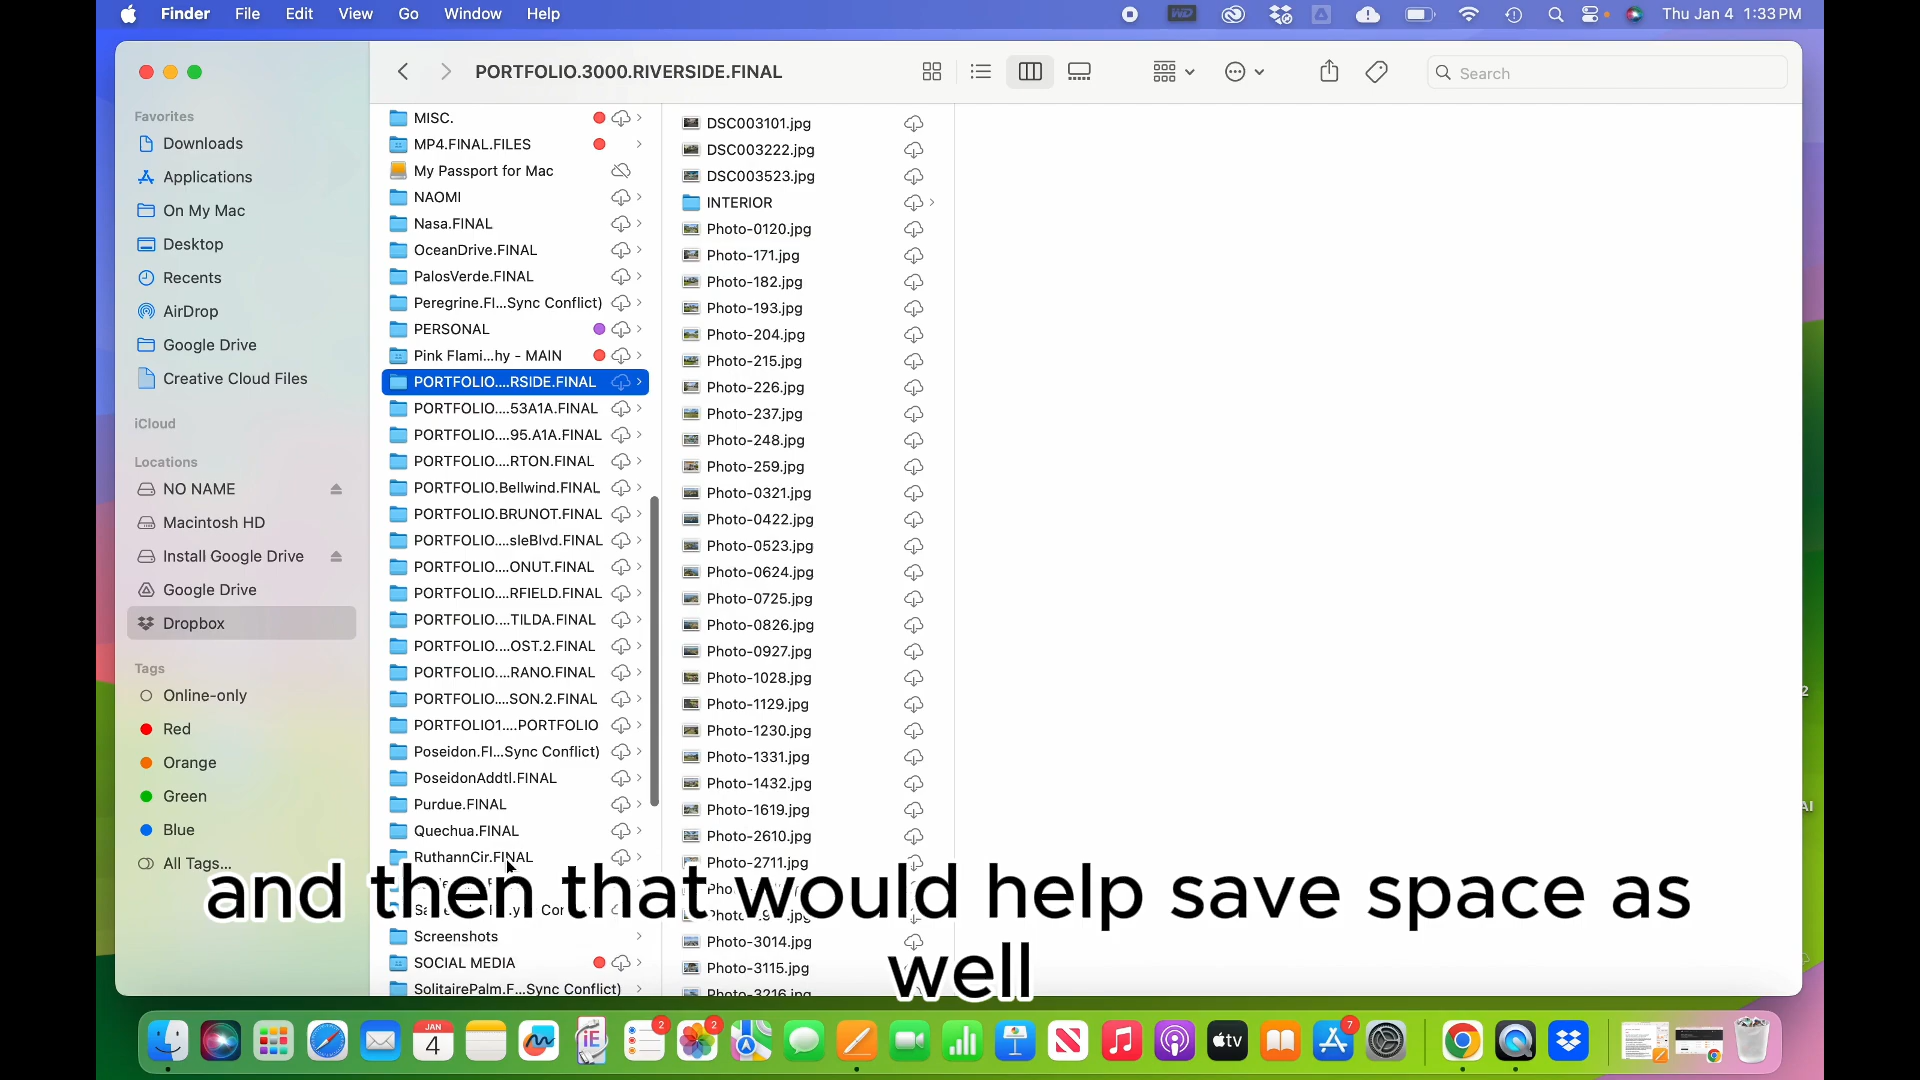 Finder File Edit View Go Window Help
Thu Jan 4 1:33 PM
PORTFOLIO.3000.RIVERSIDE.FINAL
Search
Favorites
Downloads
Applications
On My Mac
Desktop
Recents
AirDrop
Google Drive
Creative Cloud Files
iCloud
Locations
NO NAME
Macintosh HD
Install Google Drive
Google Drive
Dropbox
Tags
Online-only
Red
Orange
Green
Blue
All Tags...
MISC.
MP4.FINAL.FILES
My Passport for Mac
NAOMI
Nasa.FINAL
OceanDrive.FINAL
PalosVerde.FINAL
Peregrine.FI...Sync Conflict)
PERSONAL
Pink Flami...hy - MAIN
PORTFOLIO....RSIDE.FINAL
PORTFOLIO....53A1A.FINAL
PORTFOLIO....95.A1A.FINAL
PORTFOLIO....RTON.FINAL
PORTFOLIO.Bellwind.FINAL
PORTFOLIO.BRUNOT.FINAL
PORTFOLIO....sleBlvd.FINAL
PORTFOLIO....ONUT.FINAL
PORTFOLIO....RFIELD.FINAL
PORTFOLIO....TILDA.FINAL
PORTFOLIO....OST.2.FINAL
PORTFOLIO....RANO.FINAL
PORTFOLIO....SON.2.FINAL
PORTFOLIO1....PORTFOLIO
Poseidon.FI...Sync Conflict)
PoseidonAddtl.FINAL
Purdue.FINAL
Quechua.FINAL
RuthannCir.FINAL
Screenshots
SOCIAL MEDIA
SolitairePalm.F...Sync Conflict)
DSC003101.jpg
DSC003222.jpg
DSC003523.jpg
INTERIOR
Photo-0120.jpg
Photo-171.jpg
Photo-182.jpg
Photo-193.jpg
Photo-204.jpg
Photo-215.jpg
Photo-226.jpg
Photo-237.jpg
Photo-248.jpg
Photo-259.jpg
Photo-0321.jpg
Photo-0422.jpg
Photo-0523.jpg
Photo-0624.jpg
Photo-0725.jpg
Photo-0826.jpg
Photo-0927.jpg
Photo-1028.jpg
Photo-1129.jpg
Photo-1230.jpg
Photo-1331.jpg
Photo-1432.jpg
Photo-1619.jpg
Photo-2610.jpg
Photo-2711.jpg
Photo-3014.jpg
Photo-3115.jpg
Photo-3216.jpg
and then that would help save space as
well
JAN
4
2
2
tv
7